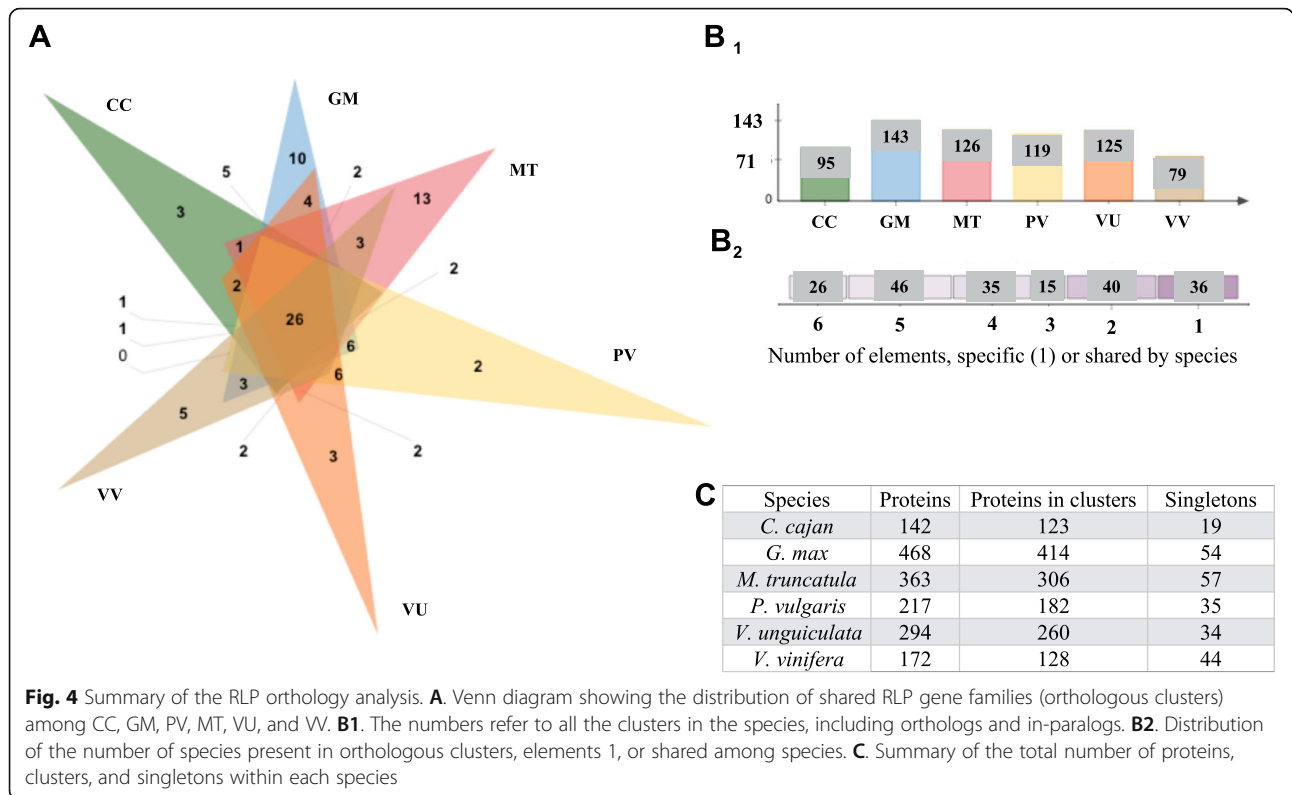 A
CC
GM
MT
PV
VU
VV
10
5
2
4
13
3
3
1
2
2
1
1
0
26
6
6
2
3
5
2
3
2
B 1
143
71
0
95
143
126
119
125
79
CC GM MT PV VU VV
B2
26 46 35 15 40 36
6 5 4 3 2 1
Number of elements, specific (1) or shared by species
C
Species Proteins Proteins in clusters Singletons
C. cajan 142 123 19
G. max 468 414 54
M. truncatula 363 306 57
P. vulgaris 217 182 35
V. unguiculata 294 260 34
V. vinifera 172 128 44
Fig. 4 Summary of the RLP orthology analysis. A. Venn diagram showing the distribution of shared RLP gene families (orthologous clusters)
among CC, GM, PV, MT, VU, and VV. B1. The numbers refer to all the clusters in the species, including orthologs and in-paralogs. B2. Distribution
of the number of species present in orthologous clusters, elements 1, or shared among species. C. Summary of the total number of proteins,
clusters, and singletons within each species